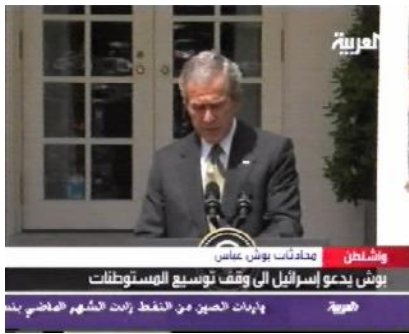 العربية
واشنطن محادثات بوش عباس
بوش يدعو إسرائيل الى وقف توسيع المستوطنات
العربية واردات الصين من النفط زادت الشهر الماضي